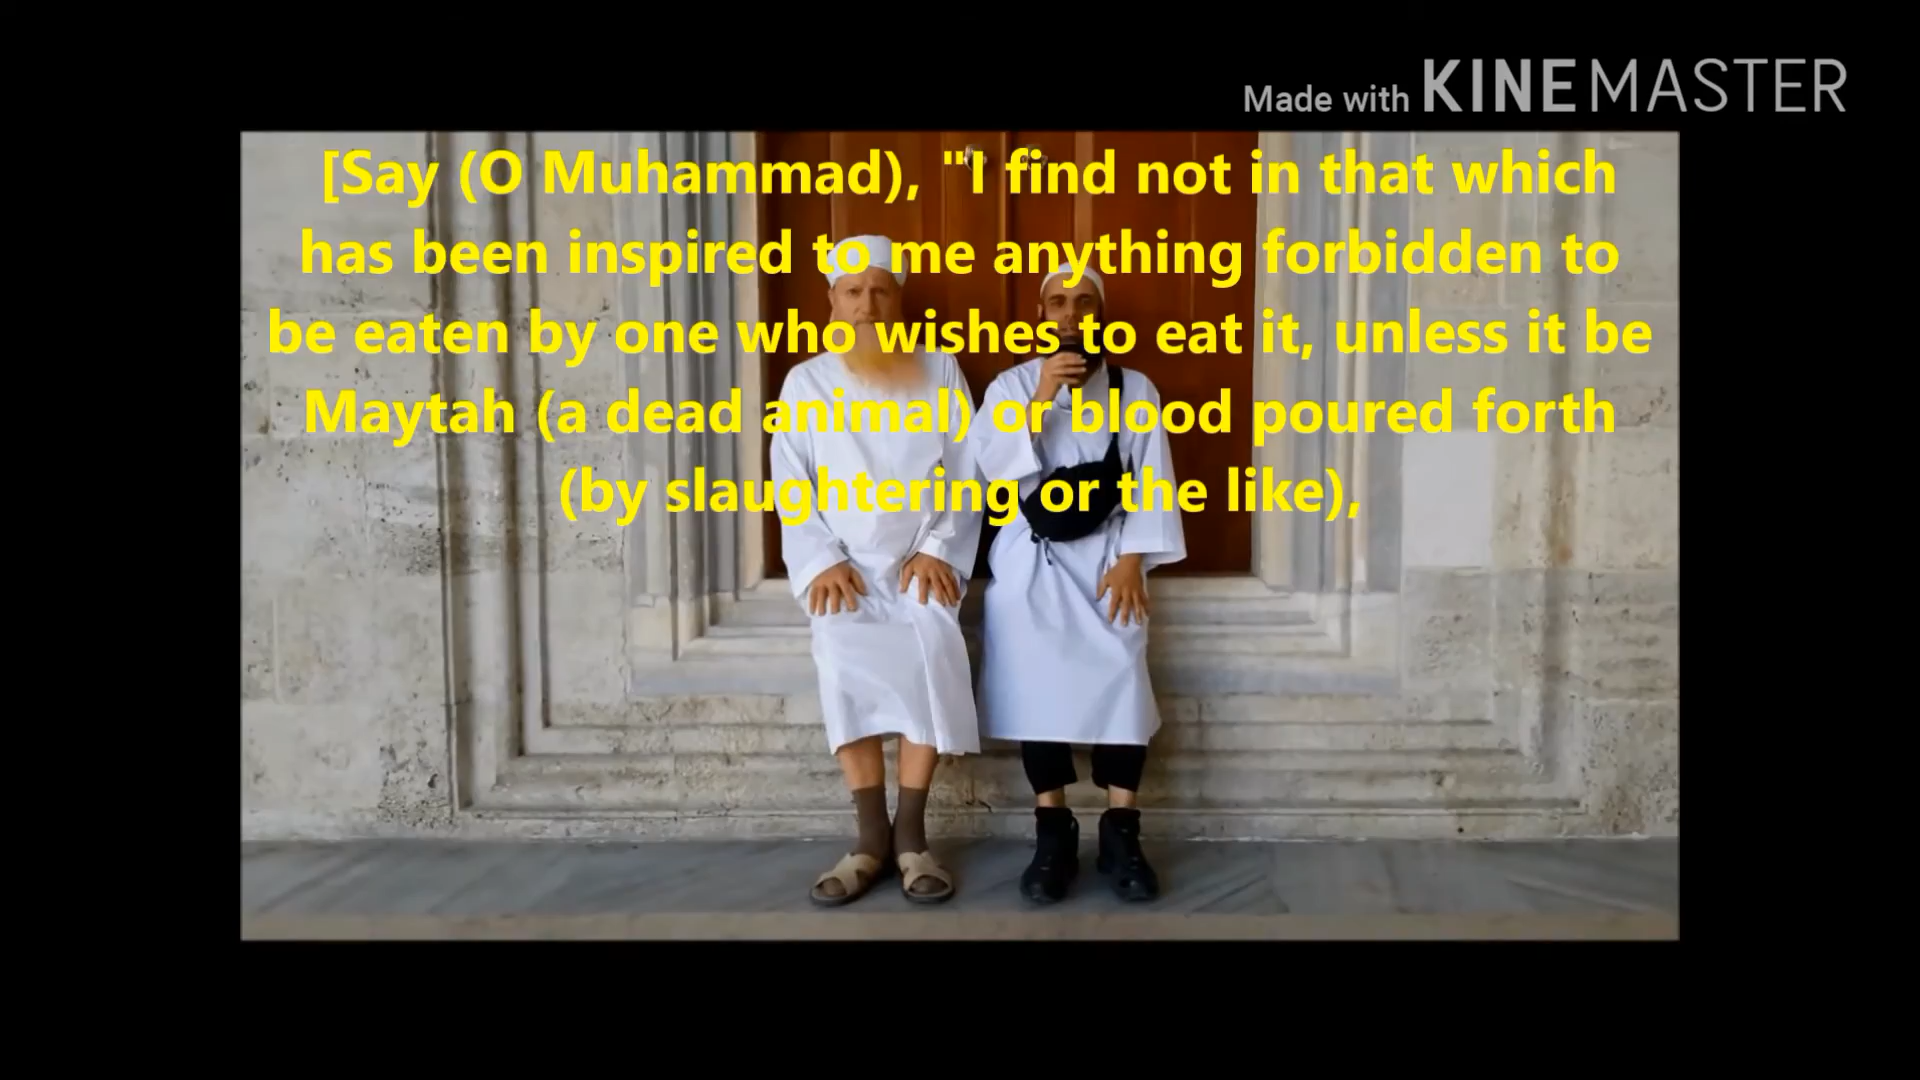 Made with KINEMASTER
[Say (O Muhammad), "I find not in that which
has been inspired to me anything forbidden to
be eaten by one who wishes to eat it, unless it be
Maytah (a dead animal) or blood poured forth
(by slaughtering or the like),